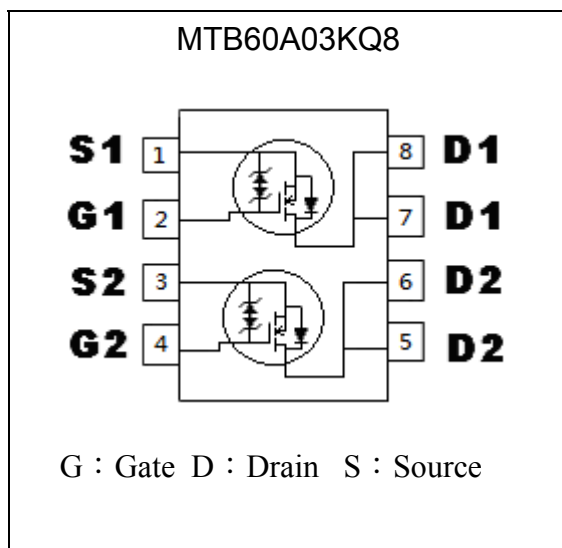 MTB60A03KQ8
S1 1 8 D1
G1 2 7 D1
S2 3 6 D2
G2 4 5 D2
G：Gate D：Drain S：Source